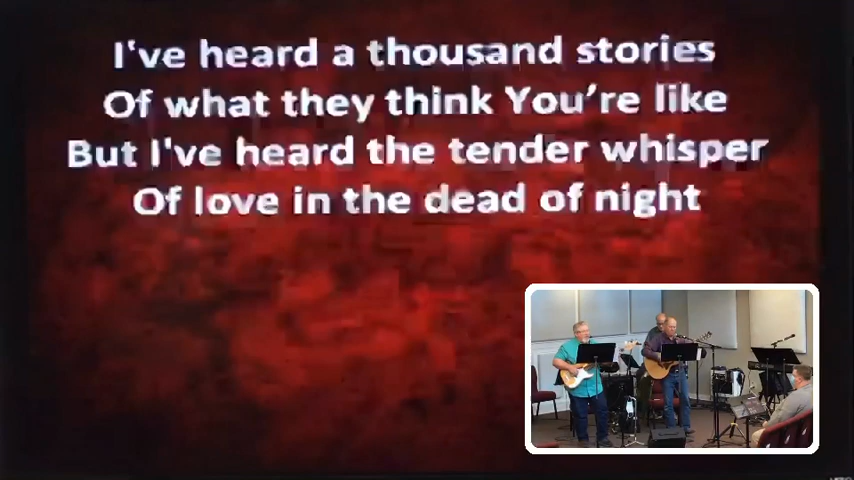 I've heard a thousand stories
Of what they think You’re like
But I've heard the tender whisper
Of love in the dead of night